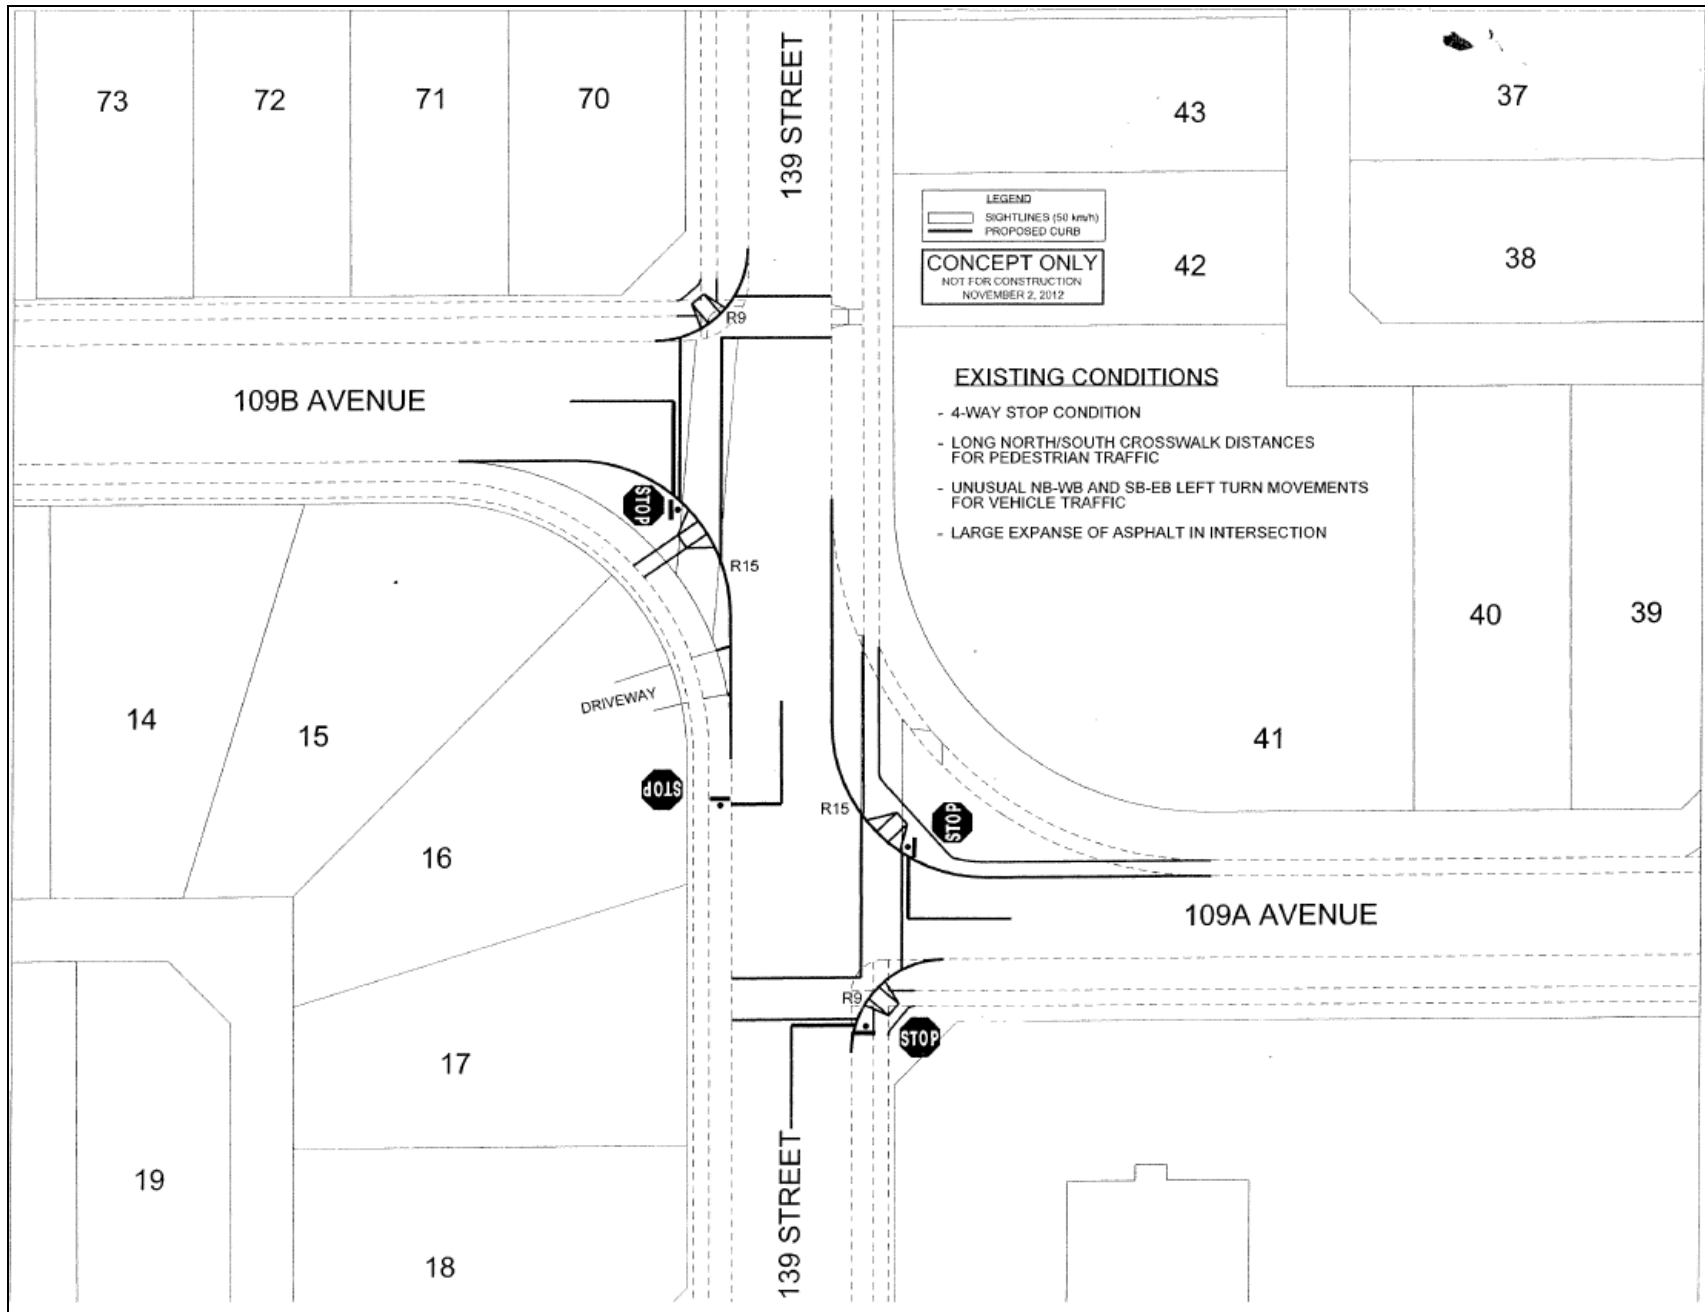 73
72
71
70
139 STREET
43
37
LEGEND
SIGHTLINES (50 km/h)
PROPOSED CURB
CONCEPT ONLY
NOT FOR CONSTRUCTION
NOVEMBER 2, 2012
42
38
R9
109B AVENUE
EXISTING CONDITIONS
- 4-WAY STOP CONDITION
- LONG NORTH/SOUTH CROSSWALK DISTANCES
FOR PEDESTRIAN TRAFFIC
- UNUSUAL NB-WB AND SB-EB LEFT TURN MOVEMENTS
FOR VEHICLE TRAFFIC
- LARGE EXPANSE OF ASPHALT IN INTERSECTION
STOP
R15
40
39
14
15
DRIVEWAY
41
STOP
R15
STOP
16
109A AVENUE
R9
STOP
17
19
139 STREET
18